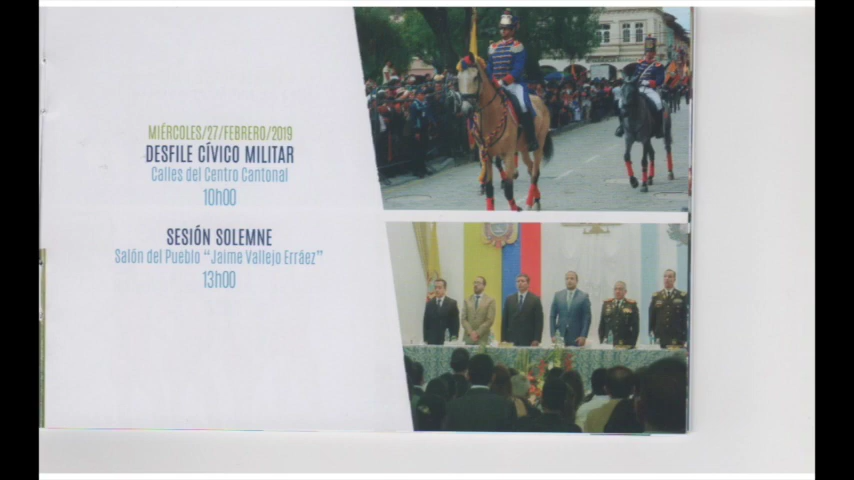 MIÉRCOLES/27/FEBRERO/2019
DESFILE CÍVICO MILITAR
Calles del Centro Cantonal
10h00
SESIÓN SOLEMNE
Salón del Pueblo “Jaime Vallejo Erráez”
13h00